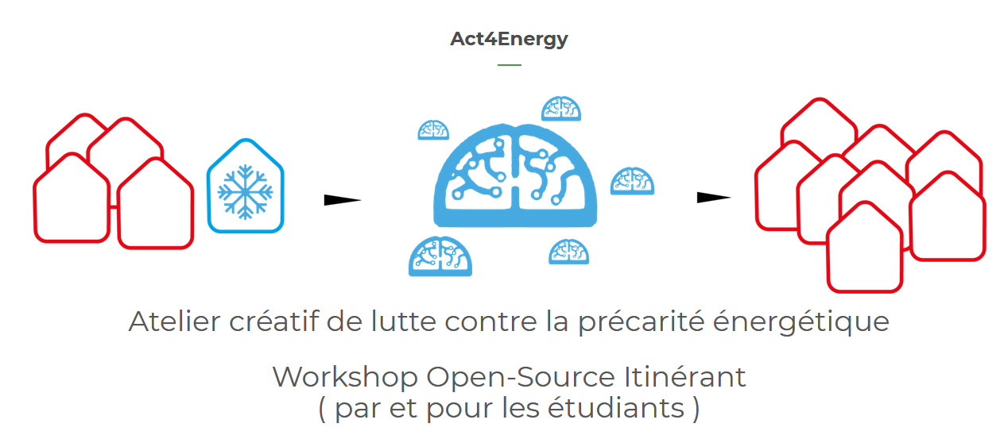 Act4Energy
Atelier créatif de lutte contre la précarité énergétique
Workshop Open-Source Itinérant
( par et pour les étudiants )